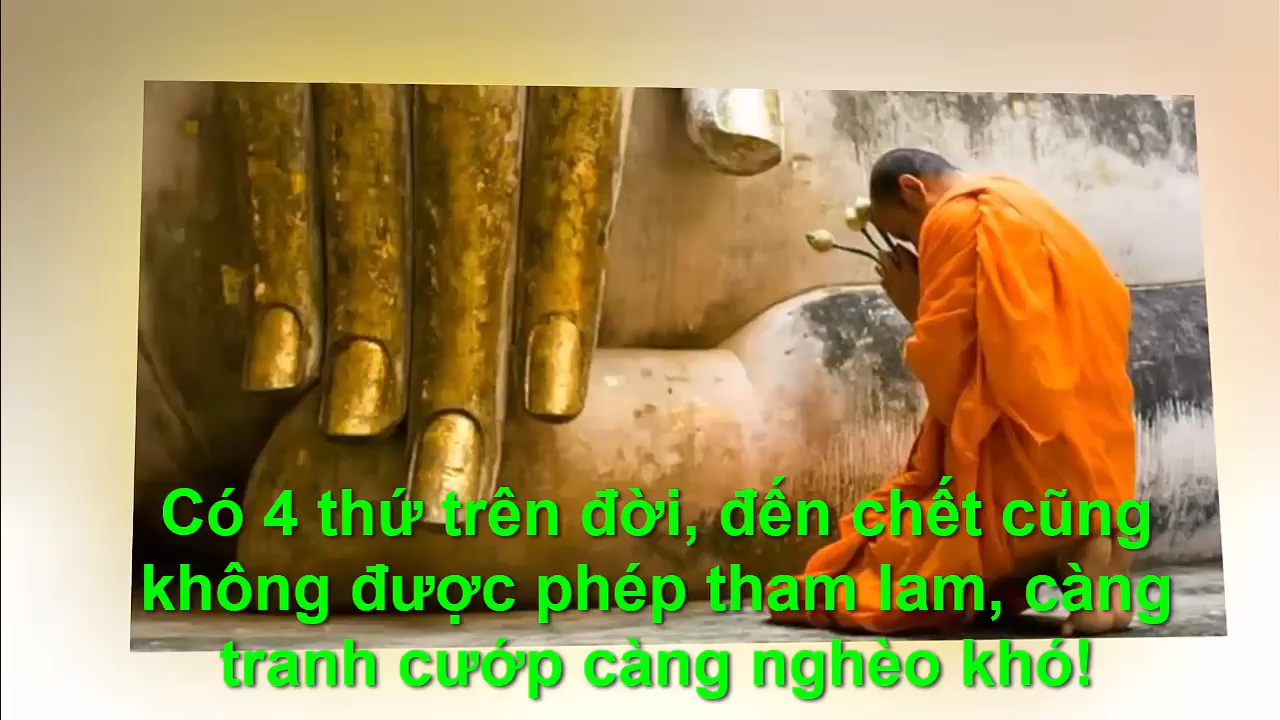 Có 4 thứ trên đời, đến chết cũng
không được phép tham lam, càng
tranh cướp càng nghèo khó!